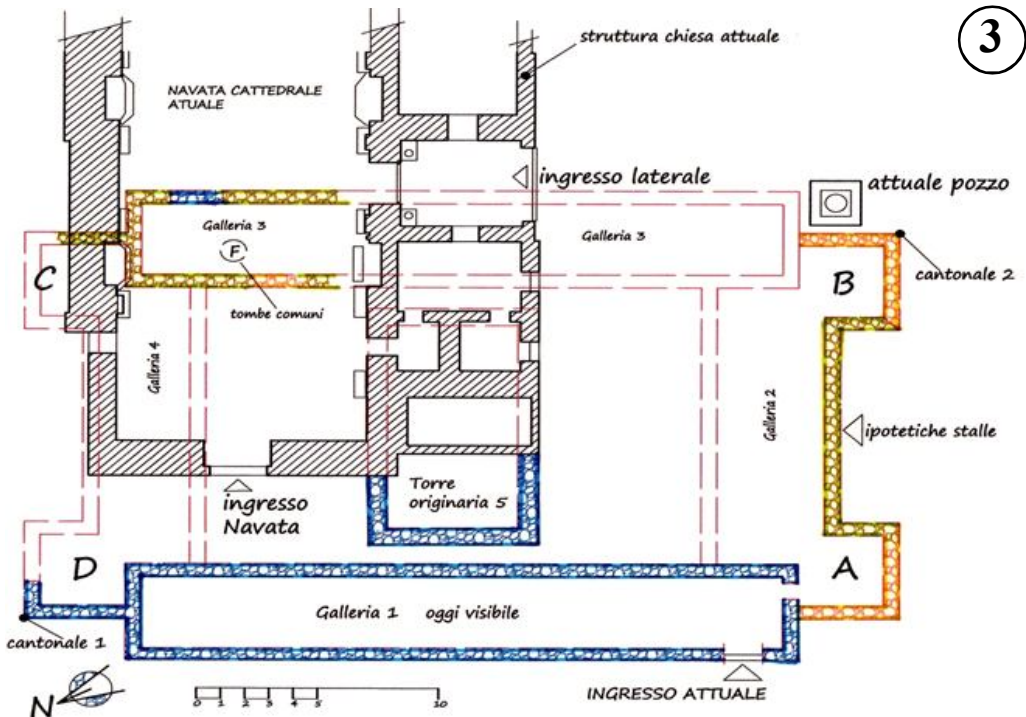 3
struttura chiesa attuale
NAVATA CATTEDRALE
ATUALE
ingresso laterale
attuale pozzo
Galleria 3
Galleria 3
F
C
B
cantonale 2
tombe comuni
Galleria 4
Galleria 2
ipotetiche stalle
ingresso
Navata
Torre
originaria 5
D
A
Galleria 1 oggi visibile
cantonale 1
INGRESSO ATTUALE
N
0 1 2 3 4 5 10